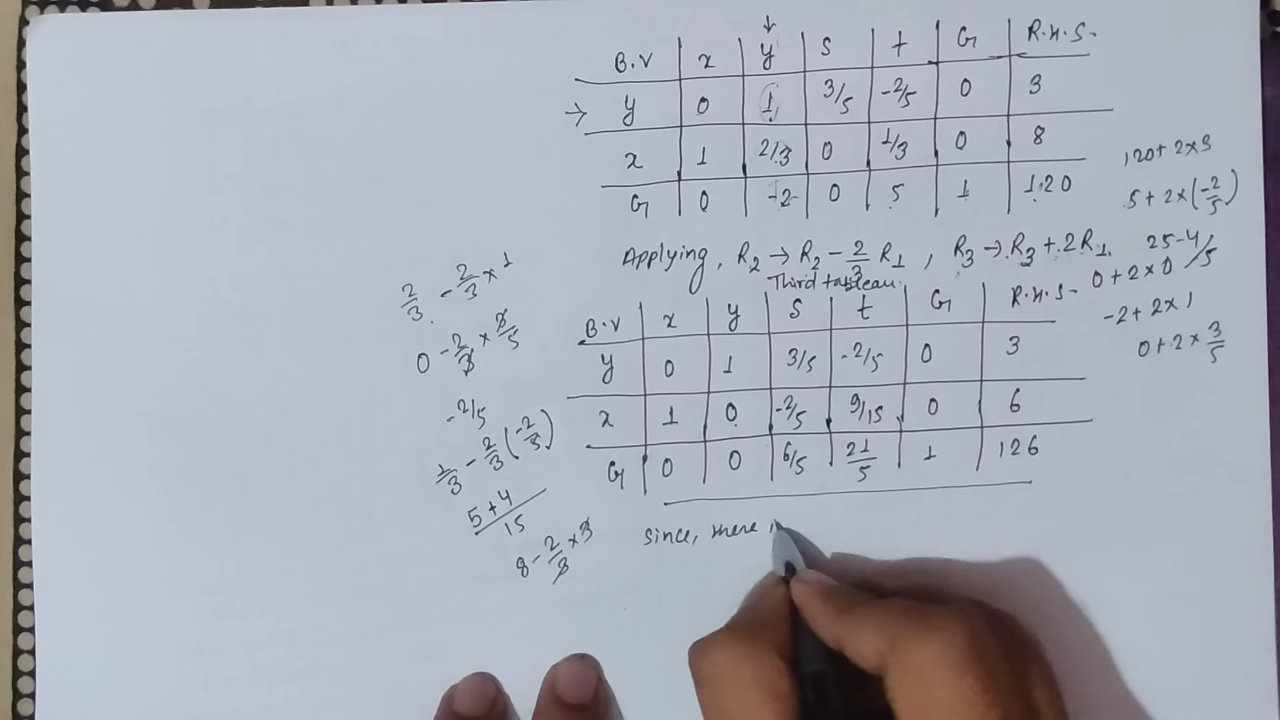 B.V x y S t G R.H.S.
y 0 1 3/5 -2/5 0 3
x 1 2/3 0 1/3 0 8
G 0 -2 0 5 1 120
120 + 2 × 3
5 + 2 × (-2/5)
25-4/5
0 + 2 × 0
-2 + 2 × 1
0 + 2 × 3/5
Applying, R₂ → R₂ - 2/3 R₁ , R₃ → R₃ + 2R₁
Third tableau.
B.V x y S t G R.H.S-
y 0 1 3/5 -2/5 0 3
x 1 0 -2/5 9/15 0 6
G 0 0 6/5 21/5 1 126
2/3 - 2/3 × 1
0 - 2/3 × 3/5
-2/5
1/3 - 2/3 (-2/5)
5+4/15
8 - 2/3 × 3
Since, there i